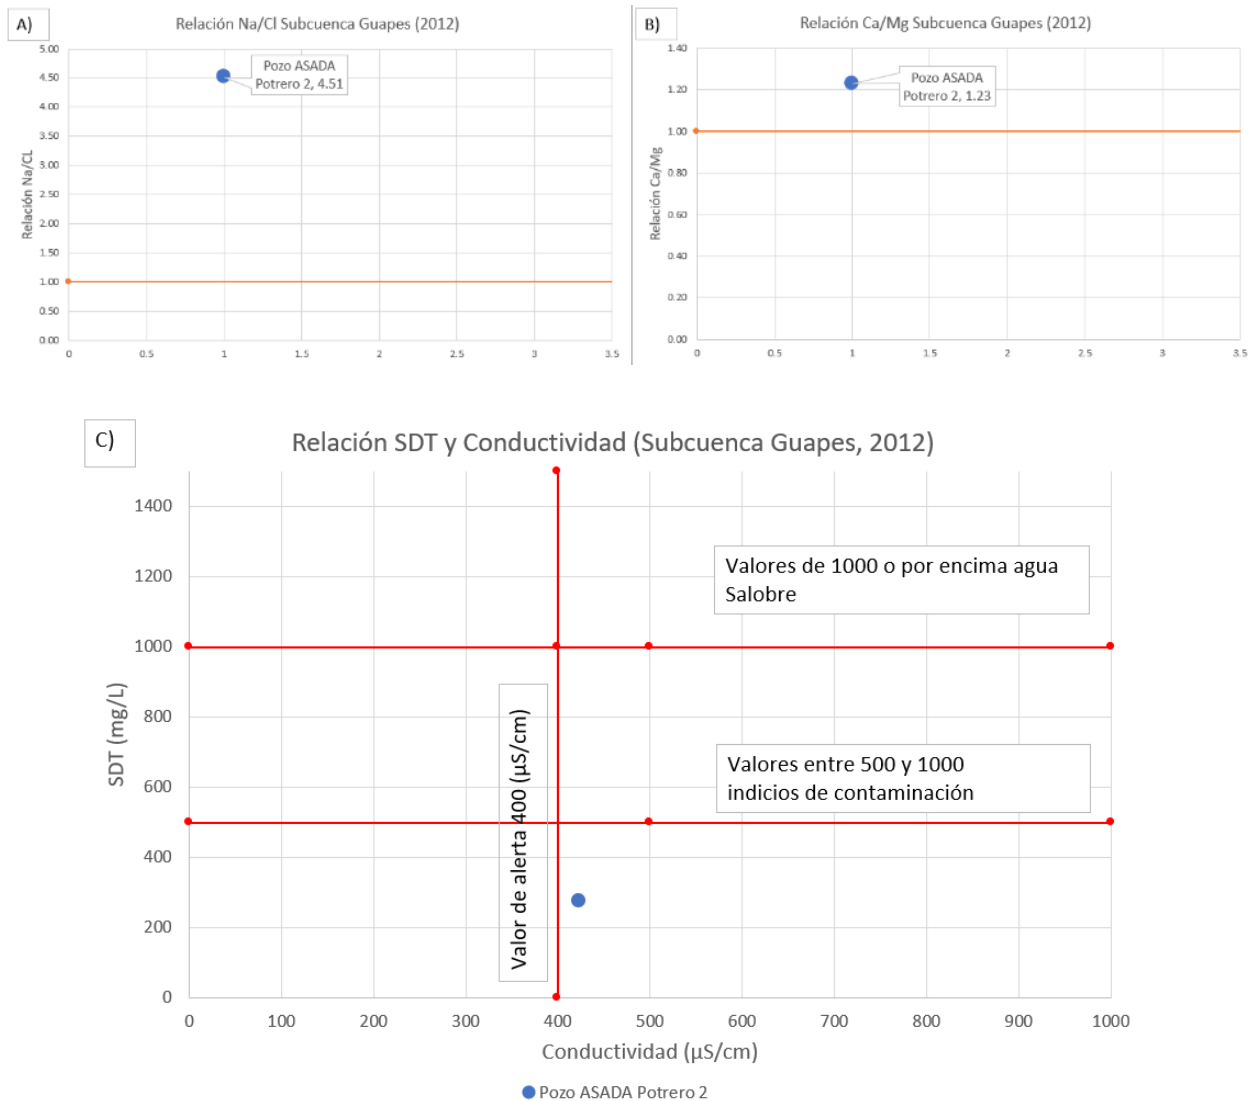 A)
Relación Na/Cl Subcuenca Guapes (2012)
5.00
4.50
4.00
3.50
3.00
2.50
2.00
1.50
1.00
0.50
0.00
Relación Na/CL
Pozo ASADA
Potrero 2, 4.51
0
0.5
1
1.5
2
2.5
3
3.5
B)
Relación Ca/Mg Subcuenca Guapes (2012)
1.40
1.20
1.00
0.80
0.60
0.40
0.20
0.00
Relación Ca/Mg
Pozo ASADA
Potrero 2, 1.23
0
0.5
1
1.5
2
2.5
3
3.5
C)
Relación SDT y Conductividad (Subcuenca Guapes, 2012)
1400
1200
1000
800
600
400
200
0
SDT (mg/L)
Valores de 1000 o por encima agua
Salobre
Valores entre 500 y 1000
indicios de contaminación
Valor de alerta 400 (µS/cm)
0
100
200
300
400
500
600
700
800
900
1000
Conductividad (µS/cm)
Pozo ASADA Potrero 2